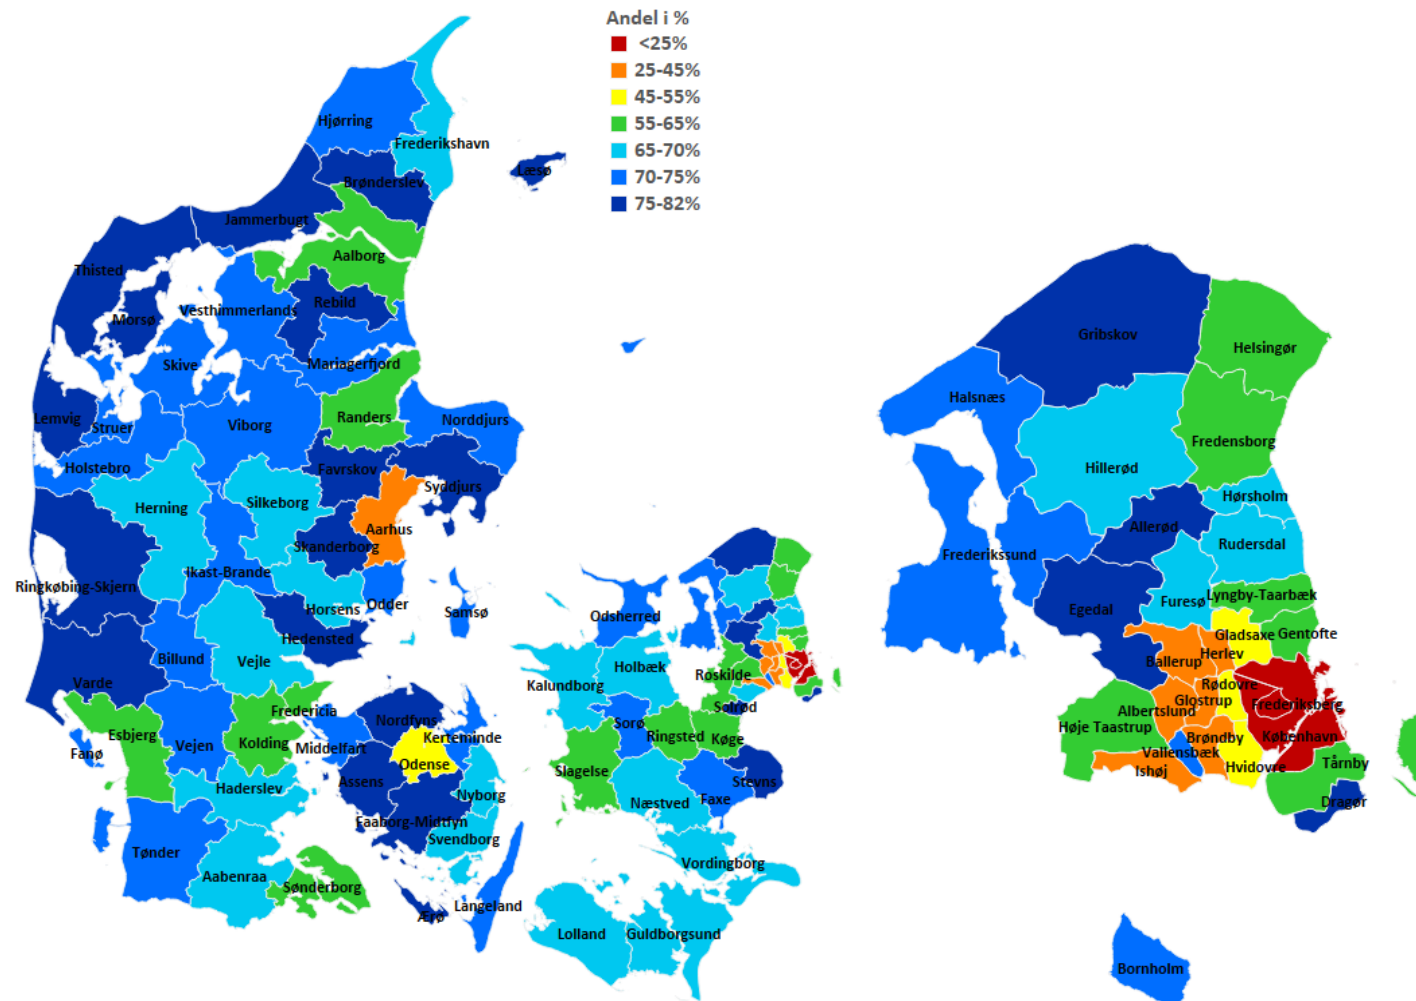 Andel i %
<25%
25-45%
45-55%
55-65%
65-70%
70-75%
75-82%
Hjørring
Frederikshavn
Læsø
Brønderslev
Jammerbugt
Aalborg
Thisted
Rebild
Vesthimmerlands
Morsø
Skive
Mariagerfjord
Lemvig
Struer
Viborg
Randers
Norddjurs
Holstebro
Favrskov
Herning
Silkeborg
Syddjurs
Aarhus
Skanderborg
Ringkøbing-Skjern
Ikast-Brande
Horsens
Odder
Samsø
Hedensted
Billund
Vejle
Varde
Fredericia
Esbjerg
Fanø
Vejen
Kolding
Middelfart
Nordfyns
Kerteminde
Odense
Assens
Haderslev
Nyborg
Faaborg-Midtfyn
Svendborg
Tønder
Aabenraa
Sønderborg
Ærø
Langeland
Odsherred
Holbæk
Kalundborg
Roskilde
Solrød
Sorø
Ringsted
Køge
Slagelse
Stevns
Næstved
Faxe
Vordingborg
Lolland
Guldborgsund
Gribskov
Helsingør
Halsnæs
Fredensborg
Hillerød
Hørsholm
Allerød
Rudersdal
Frederikssund
Egedal
Furesø
Lyngby-Taarbæk
Gladsaxe
Gentofte
Herlev
Ballerup
Rødovre
Glostrup
Frederiksberg
Albertslund
Høje Taastrup
Brøndby
København
Vallensbæk
Ishøj
Hvidovre
Tårnby
Dragør
Bornholm